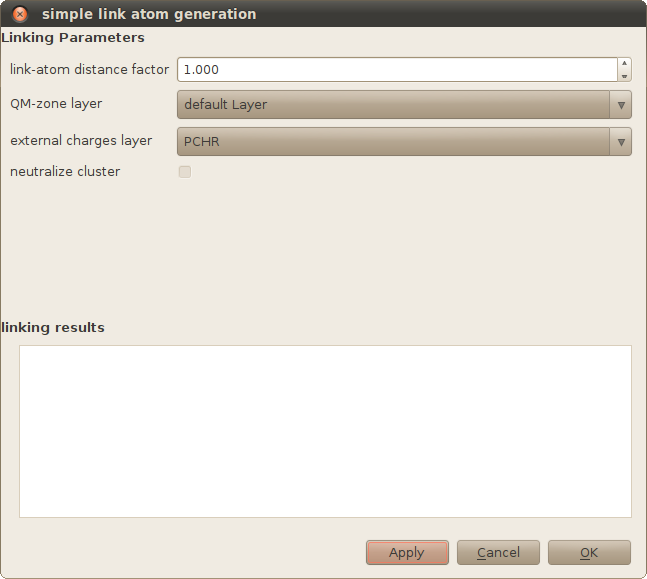 simple link atom generation
Linking Parameters
link-atom distance factor 1.000
QM-zone layer default Layer
external charges layer PCHR
neutralize cluster
linking results
Apply Cancel OK